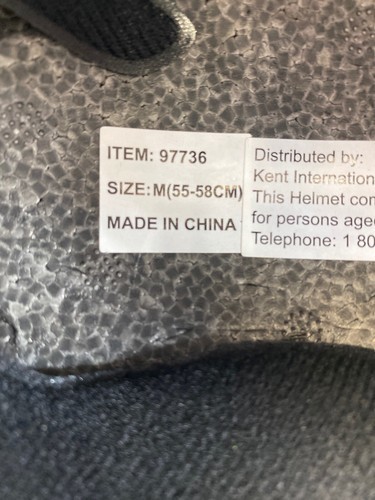 ITEM: 97736
SIZE: M(55-58CM)
MADE IN CHINA
Distributed by:
Kent Internation
This Helmet com
for persons aged
Telephone: 1 80